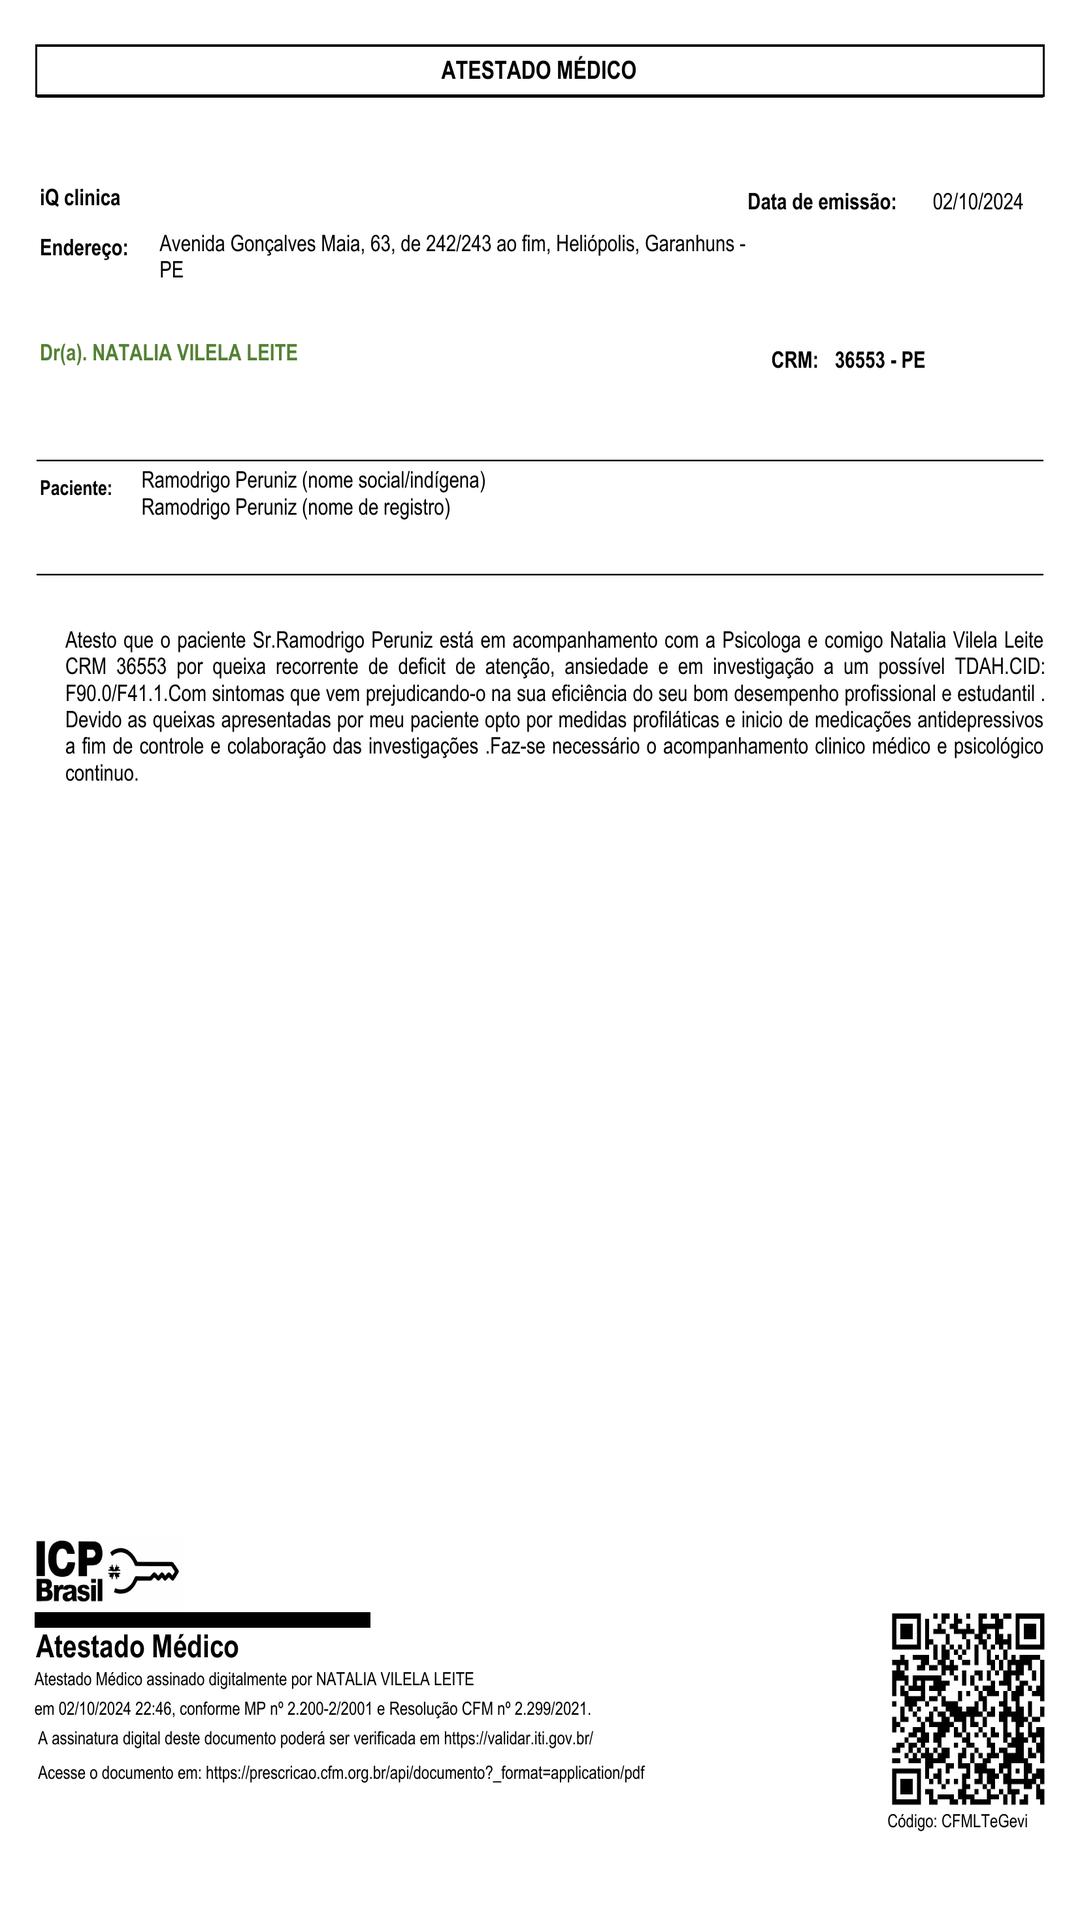 ATESTADO MÉDICO
iQ clinica
Data de emissão: 02/10/2024
Endereço: Avenida Gonçalves Maia, 63, de 242/243 ao fim, Heliópolis, Garanhuns -
PE
Dr(a). NATALIA VILELA LEITE
CRM: 36553 - PE
Paciente: Ramodrigo Peruniz (nome social/indígena)
Ramodrigo Peruniz (nome de registro)
Atesto que o paciente Sr.Ramodrigo Peruniz está em acompanhamento com a Psicologa e comigo Natalia Vilela Leite
CRM 36553 por queixa recorrente de deficit de atenção, ansiedade e em investigação a um possível TDAH.CID:
F90.0/F41.1.Com sintomas que vem prejudicando-o na sua eficiência do seu bom desempenho profissional e estudantil .
Devido as queixas apresentadas por meu paciente opto por medidas profiláticas e inicio de medicações antidepressivos
a fim de controle e colaboração das investigações .Faz-se necessário o acompanhamento clinico médico e psicológico
continuo.
ICP
Brasil
Atestado Médico
Atestado Médico assinado digitalmente por NATALIA VILELA LEITE
em 02/10/2024 22:46, conforme MP nº 2.200-2/2001 e Resolução CFM nº 2.299/2021.
A assinatura digital deste documento poderá ser verificada em https://validar.iti.gov.br/
Acesse o documento em: https://prescricao.cfm.org.br/api/documento?_format=application/pdf
Código: CFMLTeGevi